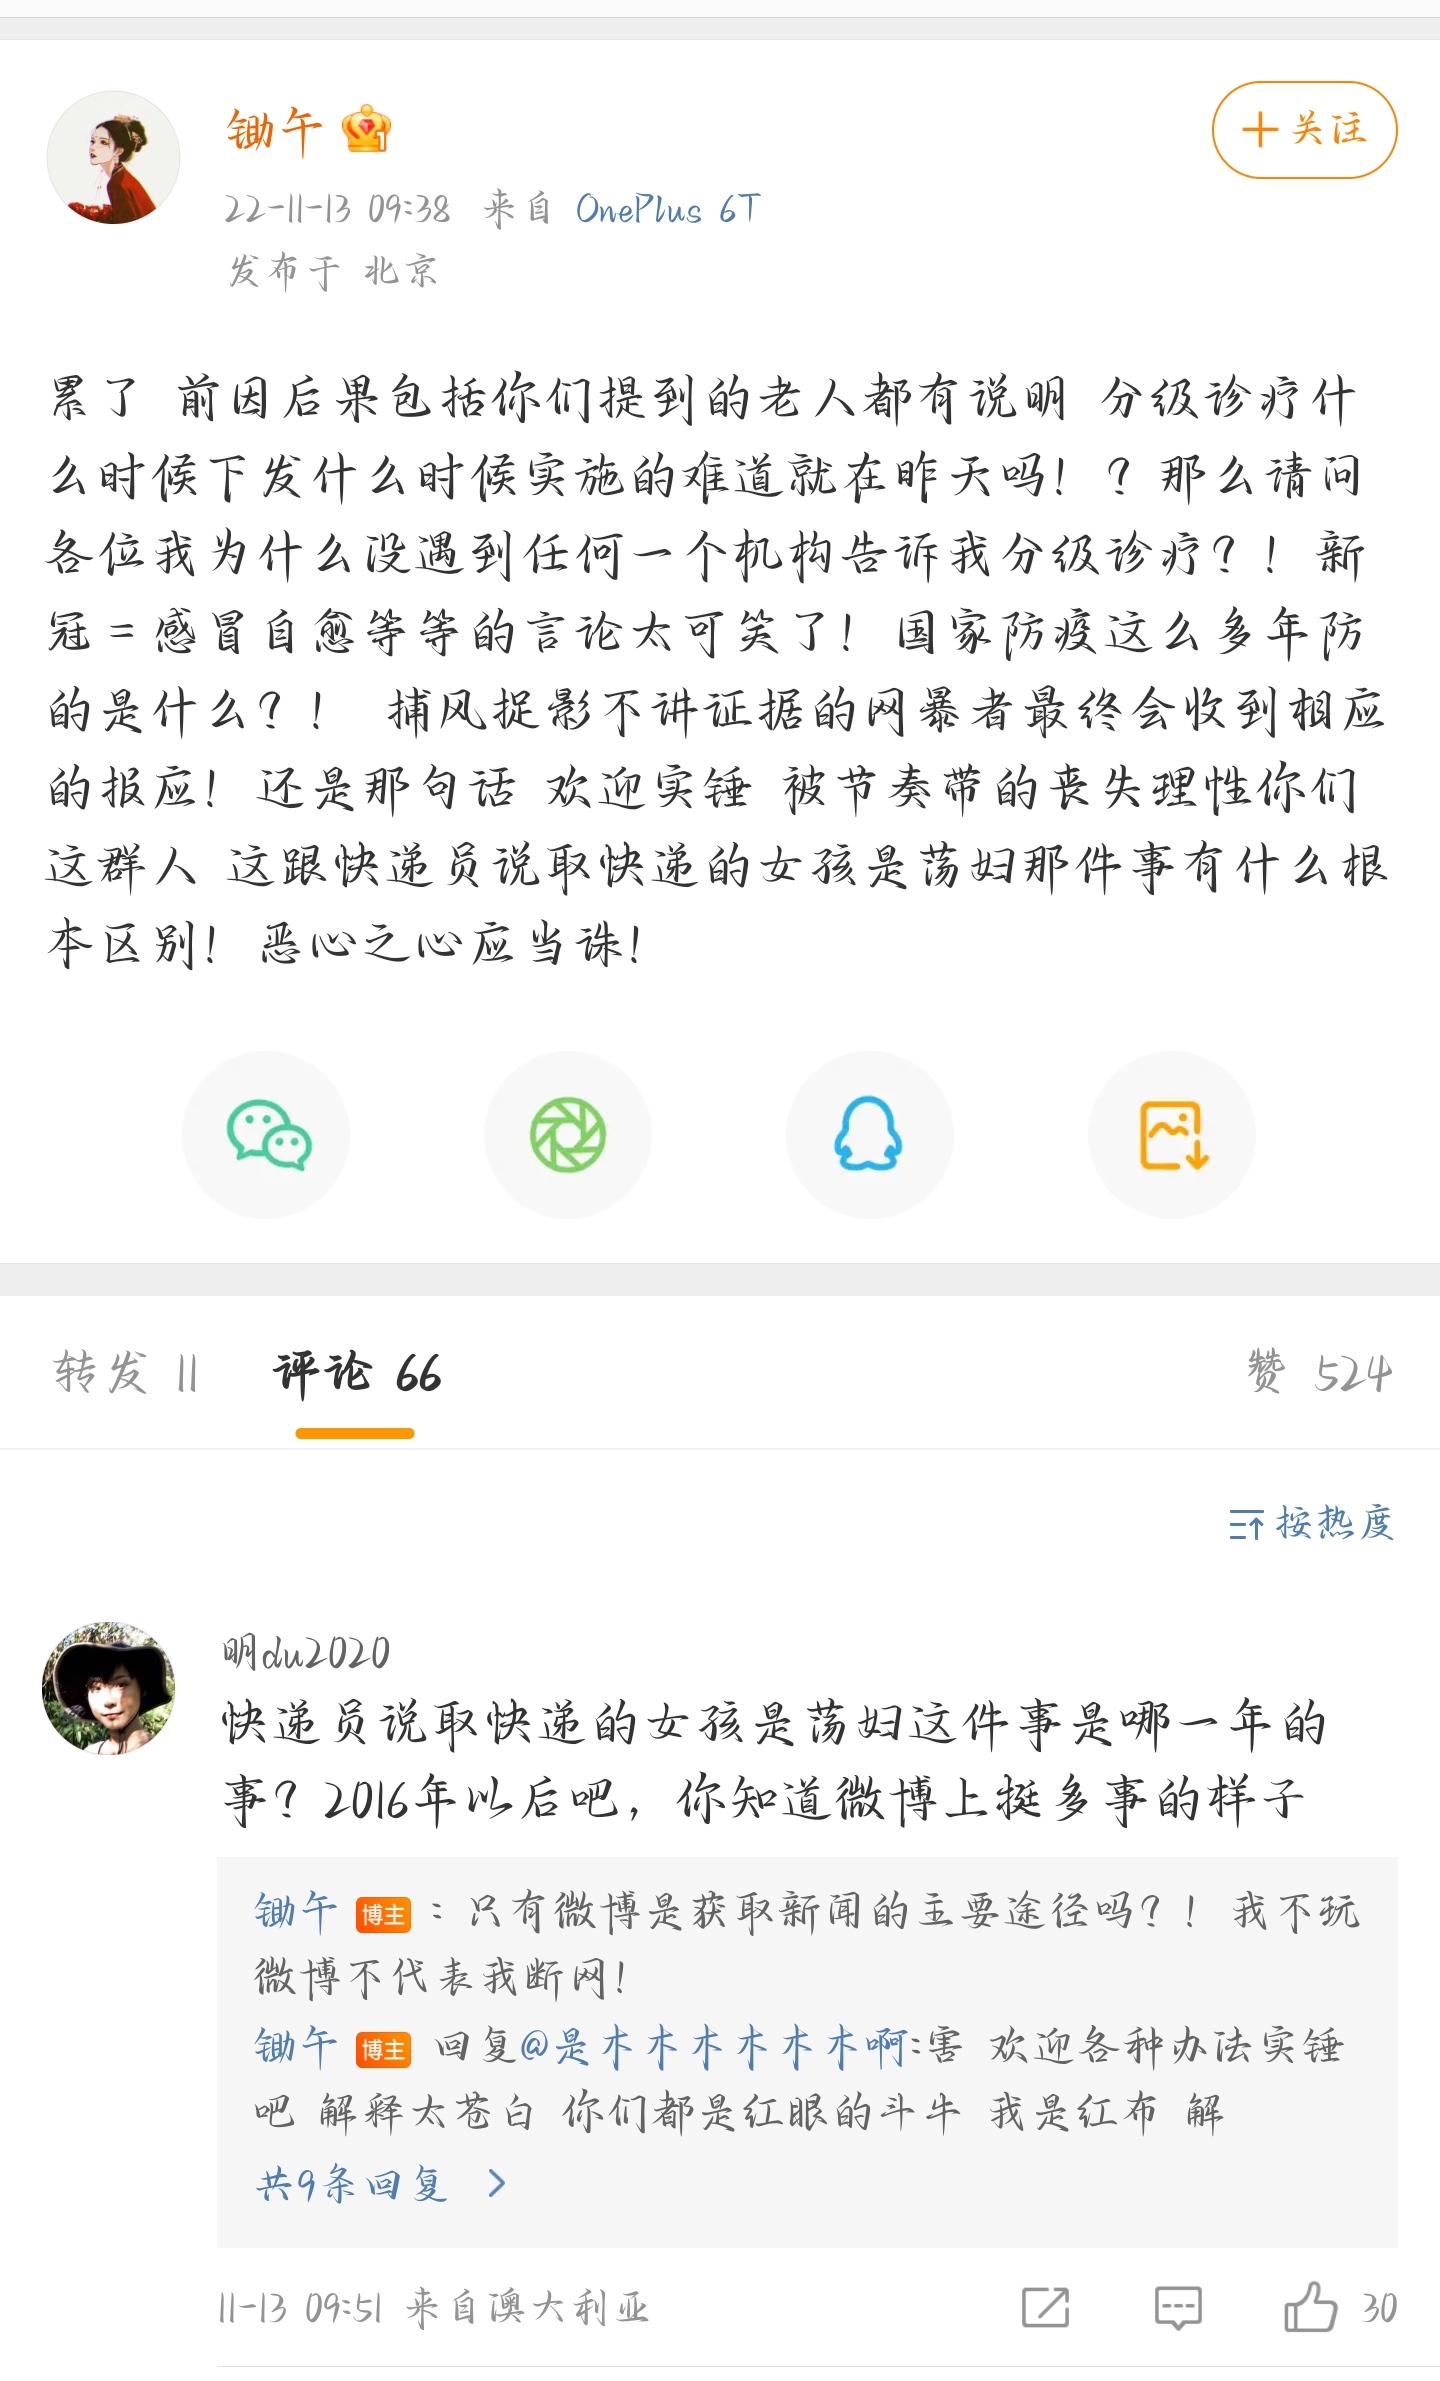 锄午
＋关注
22-11-13 09:38 来自 OnePlus 6T
发布于 北京
累了 前因后果包括你们提到的老人都有说明 分级诊疗什
么时候下发什么时候实施的难道就在昨天吗！？那么请问
各位我为什么没遇到任何一个机构告诉我分级诊疗？！新
冠=感冒自愈等等的言论太可笑了！国家防疫这么多年防
的是什么？！ 捕风捉影不讲证据的网暴者最终会收到相应
的报应！还是那句话 欢迎实锤 被节奏带的丧失理性你们
这群人 这跟快递员说取快递的女孩是荡妇那件事有什么根
本区别！恶心之心应当诛！
转发 11 评论 66 赞 524
按热度
明du2020
快递员说取快递的女孩是荡妇这件事是哪一年的
事？2016年以后吧，你知道微博上挺多事的样子
锄午 博主 ：只有微博是获取新闻的主要途径吗？！我不玩
微博不代表我断网！
锄午 博主 回复@是木木木木木木啊:害 欢迎各种办法实锤
吧 解释太苍白 你们都是红眼的斗牛 我是红布 解
共9条回复 >
11-13 09:51 来自澳大利亚 30